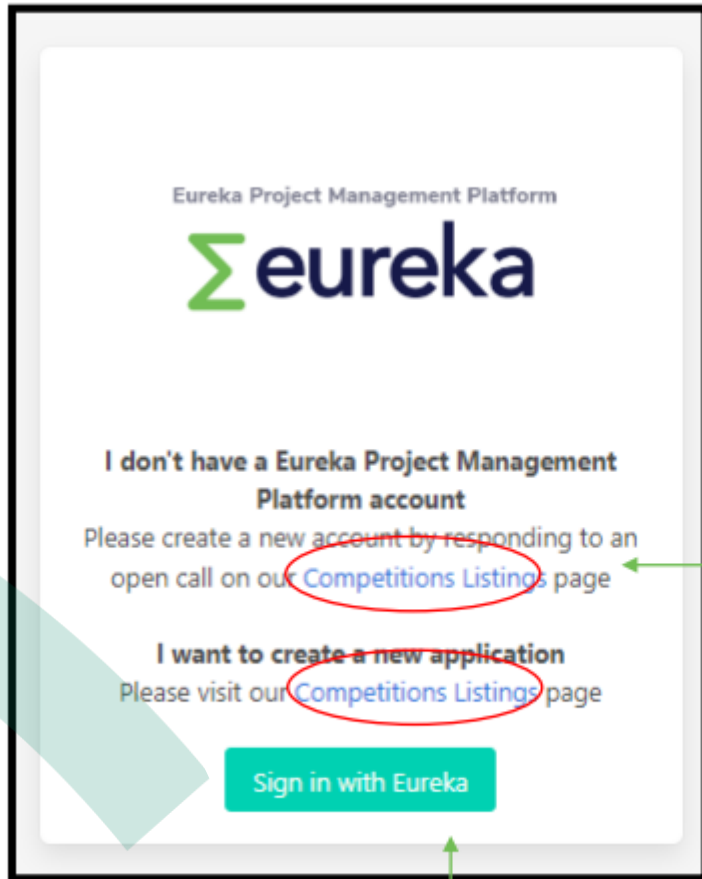 Eureka Project Management Platform
eureka
I don't have a Eureka Project Management
Platform account
Please create a new account by responding to an
open call on our Competitions Listings page
I want to create a new application
Please visit our Competitions Listings page
Sign in with Eureka